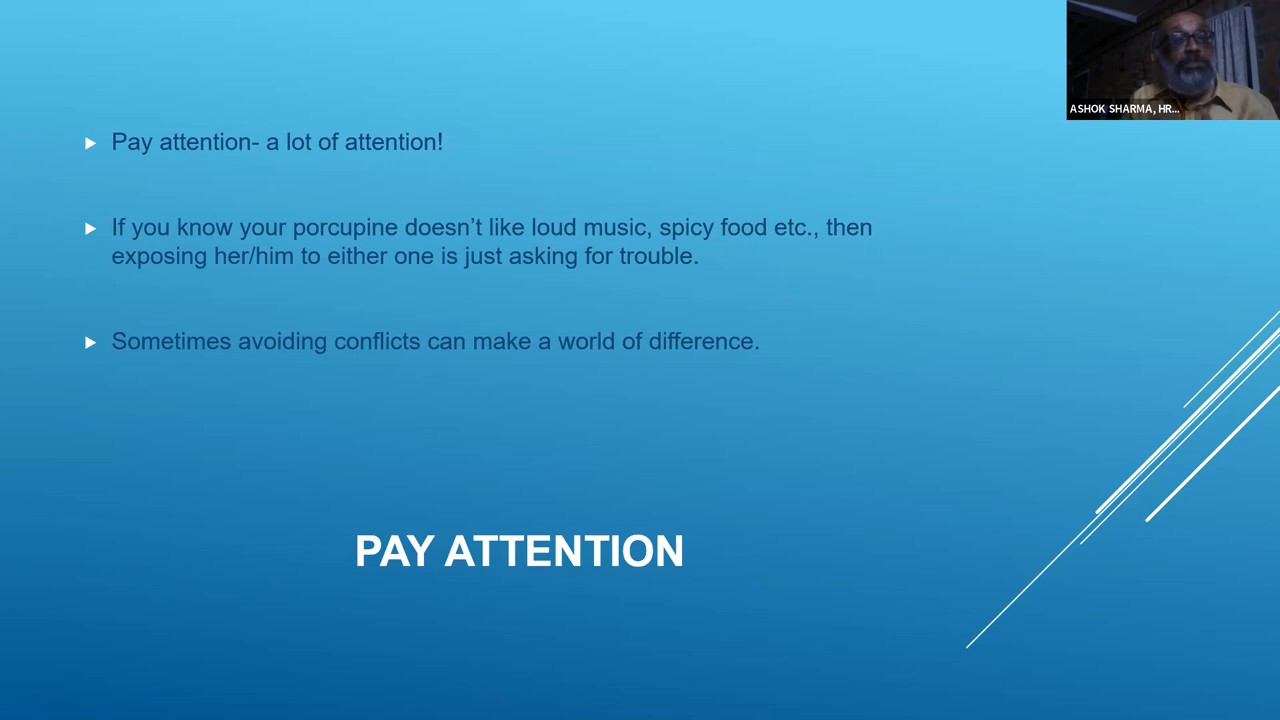 ASHOK SHARMA, HR...
Pay attention- a lot of attention!
If you know your porcupine doesn’t like loud music, spicy food etc., then
exposing her/him to either one is just asking for trouble.
Sometimes avoiding conflicts can make a world of difference.
PAY ATTENTION